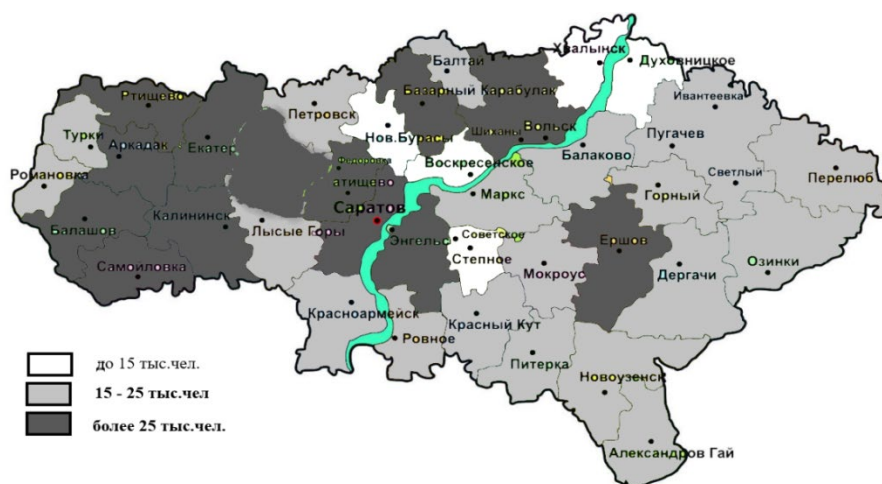 Хвалынск
Духовницкое
Балтай
Ртищево
Базарный Карабулак
Ивантеевка
Петровск
Турки
Нов.Бурасы
Шиханы
Вольск
Пугачев
Аркадак
Екатер
Балаково
Воскресенское
Светлый
Перелюб
Романовка
атищево
Маркс
Горный
Саратов
Балашов
Калининск
Лысые Горы
Энгельс
Советское
Ершов
Степное
Озинки
Самойловка
Мокроус
Дергачи
Красноармейск
Красный Кут
Ровное
Питерка
Новоузенск
Александров Гай
до 15 тыс.чел.
15 - 25 тыс.чел
более 25 тыс.чел.